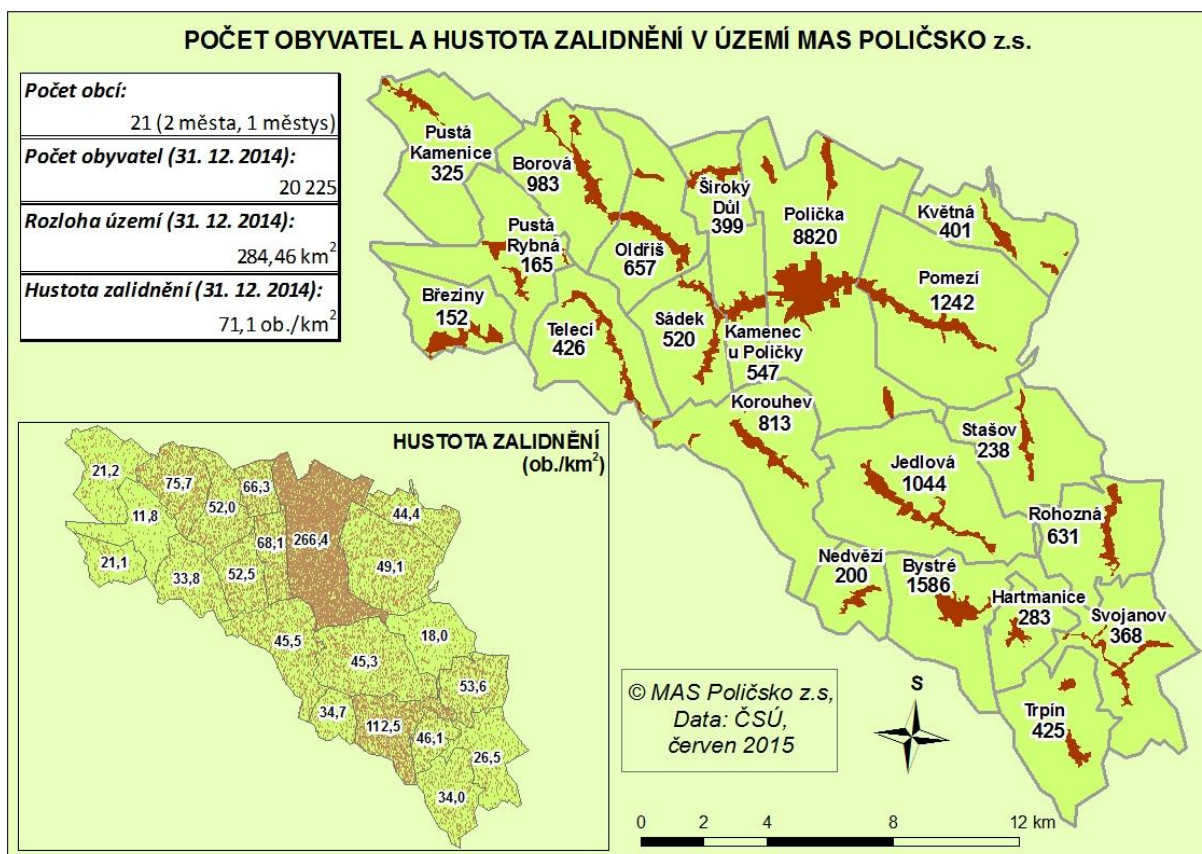 POČET OBYVATEL A HUSTOTA ZALIDNĚNÍ V ÚZEMÍ MAS POLIČSKO z.s.
Počet obcí:
21 (2 města, 1 městys)
Počet obyvatel (31. 12. 2014):
20 225
Rozloha území (31. 12. 2014):
284,46 km²
Hustota zalidnění (31. 12. 2014):
71,1 ob./km²
Pustá
Kamenice
325
Borová
983
Široký
Důl
399
Polička
8820
Květná
401
Pustá
Rybná
165
Oldřiš
657
Pomezí
1242
Březiny
152
Telecí
426
Sádek
520
Kamenec
u Poličky
547
Korouhev
813
Stašov
238
Jedlová
1044
Rohozná
631
Nedvězí
200
Bystré
1586
Hartmanice
283
Svojanov
368
Trpín
425
HUSTOTA ZALIDNĚNÍ
(ob./km²)
21,2
75,7
66,3
52,0
11,8
266,4
44,4
68,1
21,1
33,8
52,5
49,1
45,5
18,0
45,3
53,6
34,7
112,5
46,1
26,5
34,0
© MAS Poličsko z.s,
Data: ČSÚ,
červen 2015
S
0 2 4 8 12 km